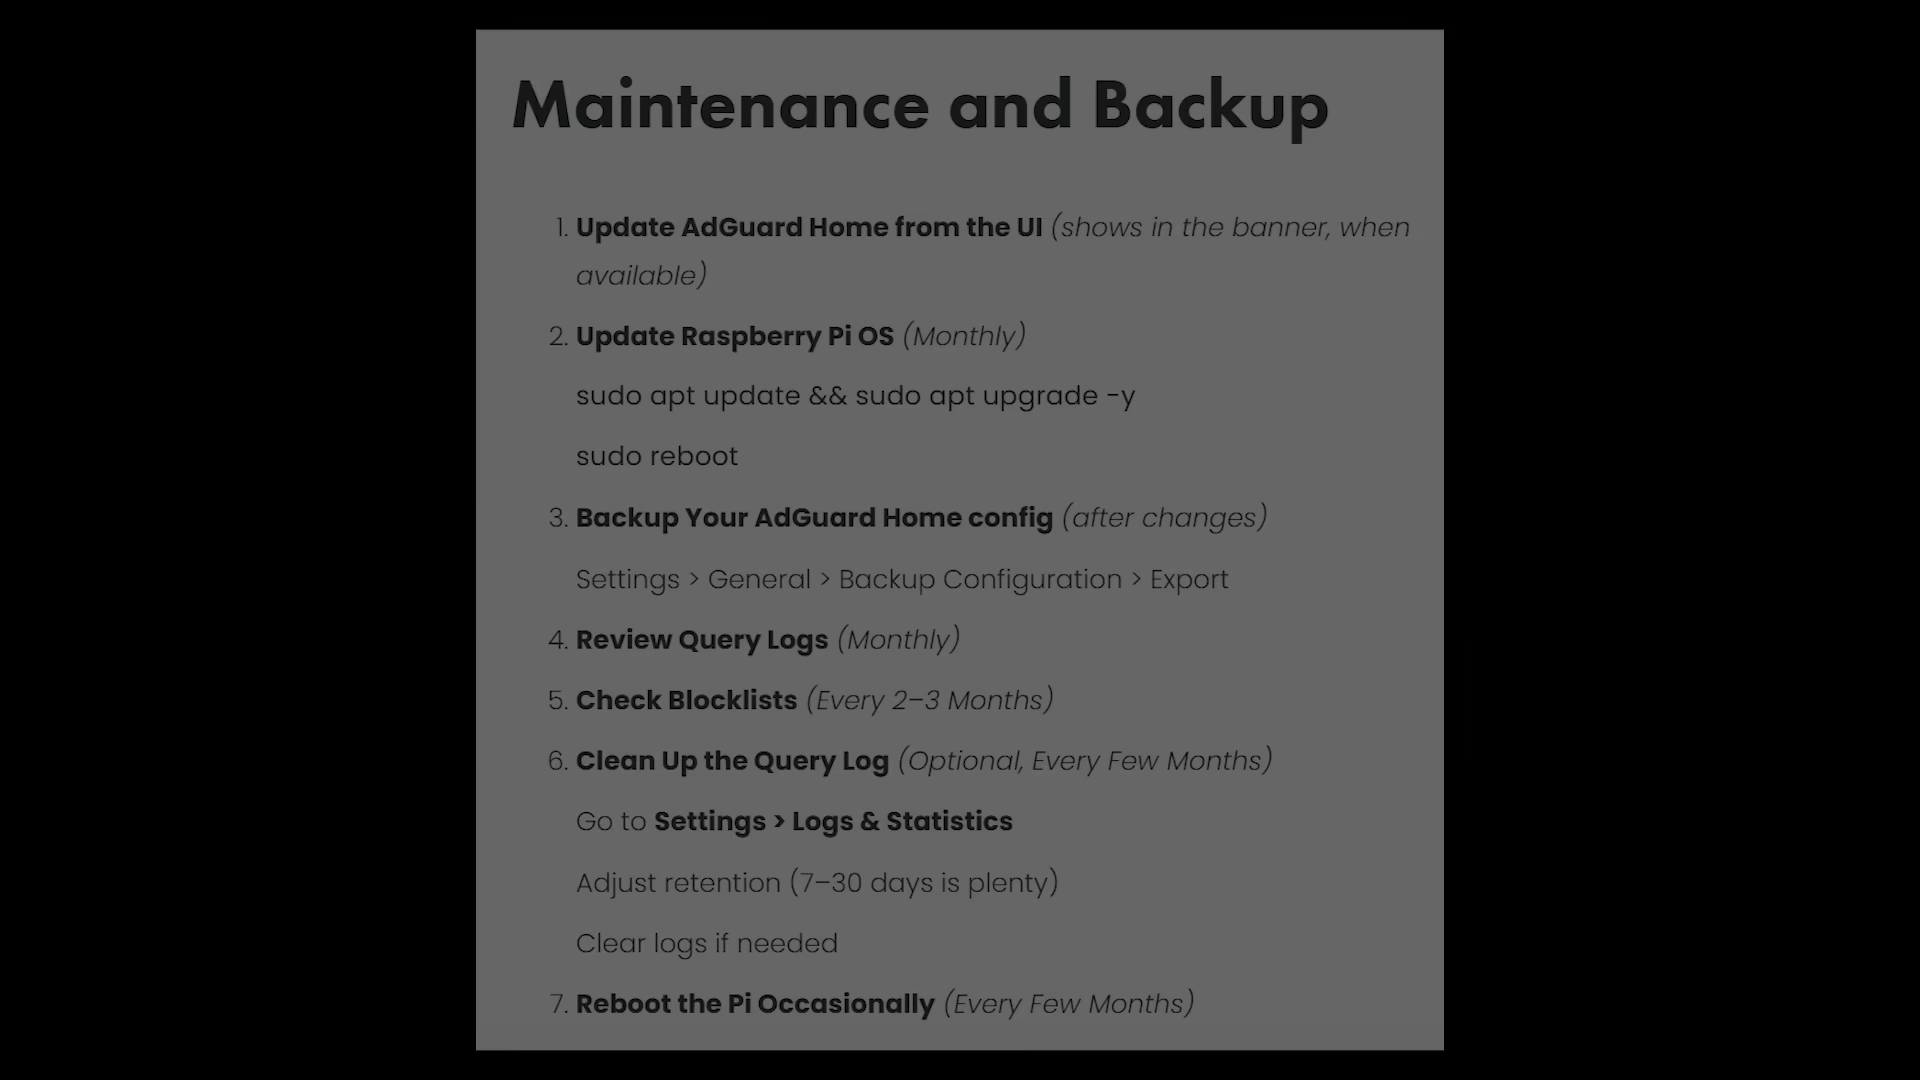 Maintenance and Backup
1. Update AdGuard Home from the UI (shows in the banner, when
available)
2. Update Raspberry Pi OS (Monthly)
sudo apt update && sudo apt upgrade -y
sudo reboot
3. Backup Your AdGuard Home config (after changes)
Settings > General > Backup Configuration > Export
4. Review Query Logs (Monthly)
5. Check Blocklists (Every 2–3 Months)
6. Clean Up the Query Log (Optional, Every Few Months)
Go to Settings > Logs & Statistics
Adjust retention (7–30 days is plenty)
Clear logs if needed
7. Reboot the Pi Occasionally (Every Few Months)